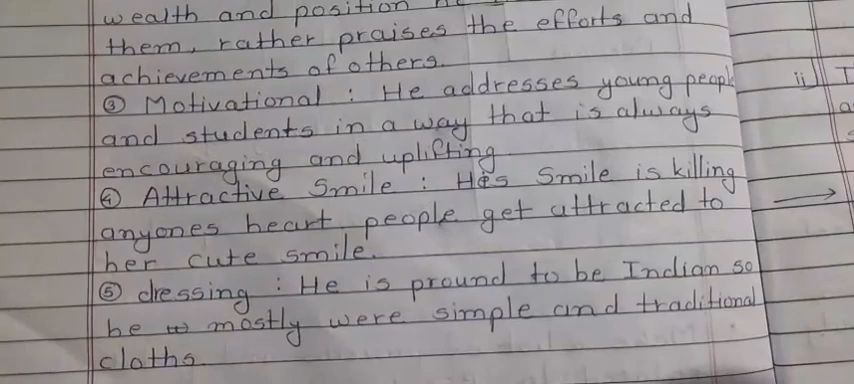 wealth and position
them, rather praises the efforts and
achievements of others.
③ Motivational : He addresses young peopl
and students in a way that is always
encouraging and uplifting
④ Attractive Smile : His Smile is killing
anyones heart people get attracted to
her cute smile.
⑤ dressing : He is pround to be Indian so
he mostly were simple and traditional
cloths.
ii) I
a
s